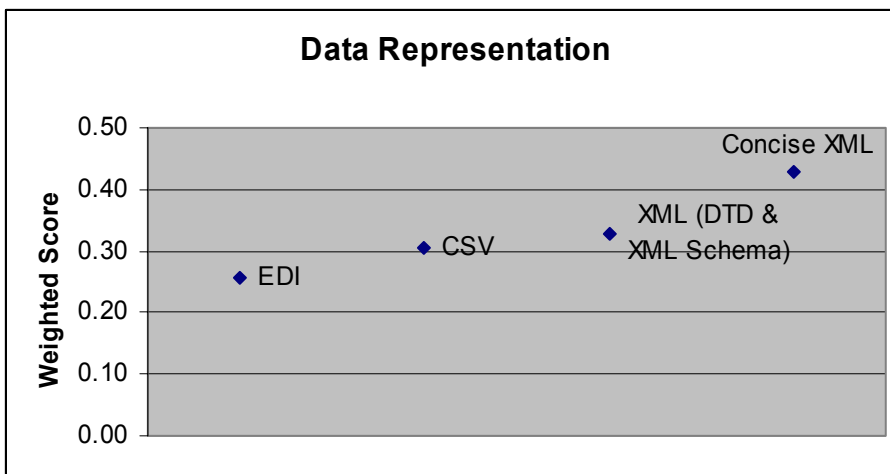 Data Representation
Weighted Score
0.50
0.40
0.30
0.20
0.10
0.00
EDI
CSV
XML (DTD &
XML Schema)
Concise XML